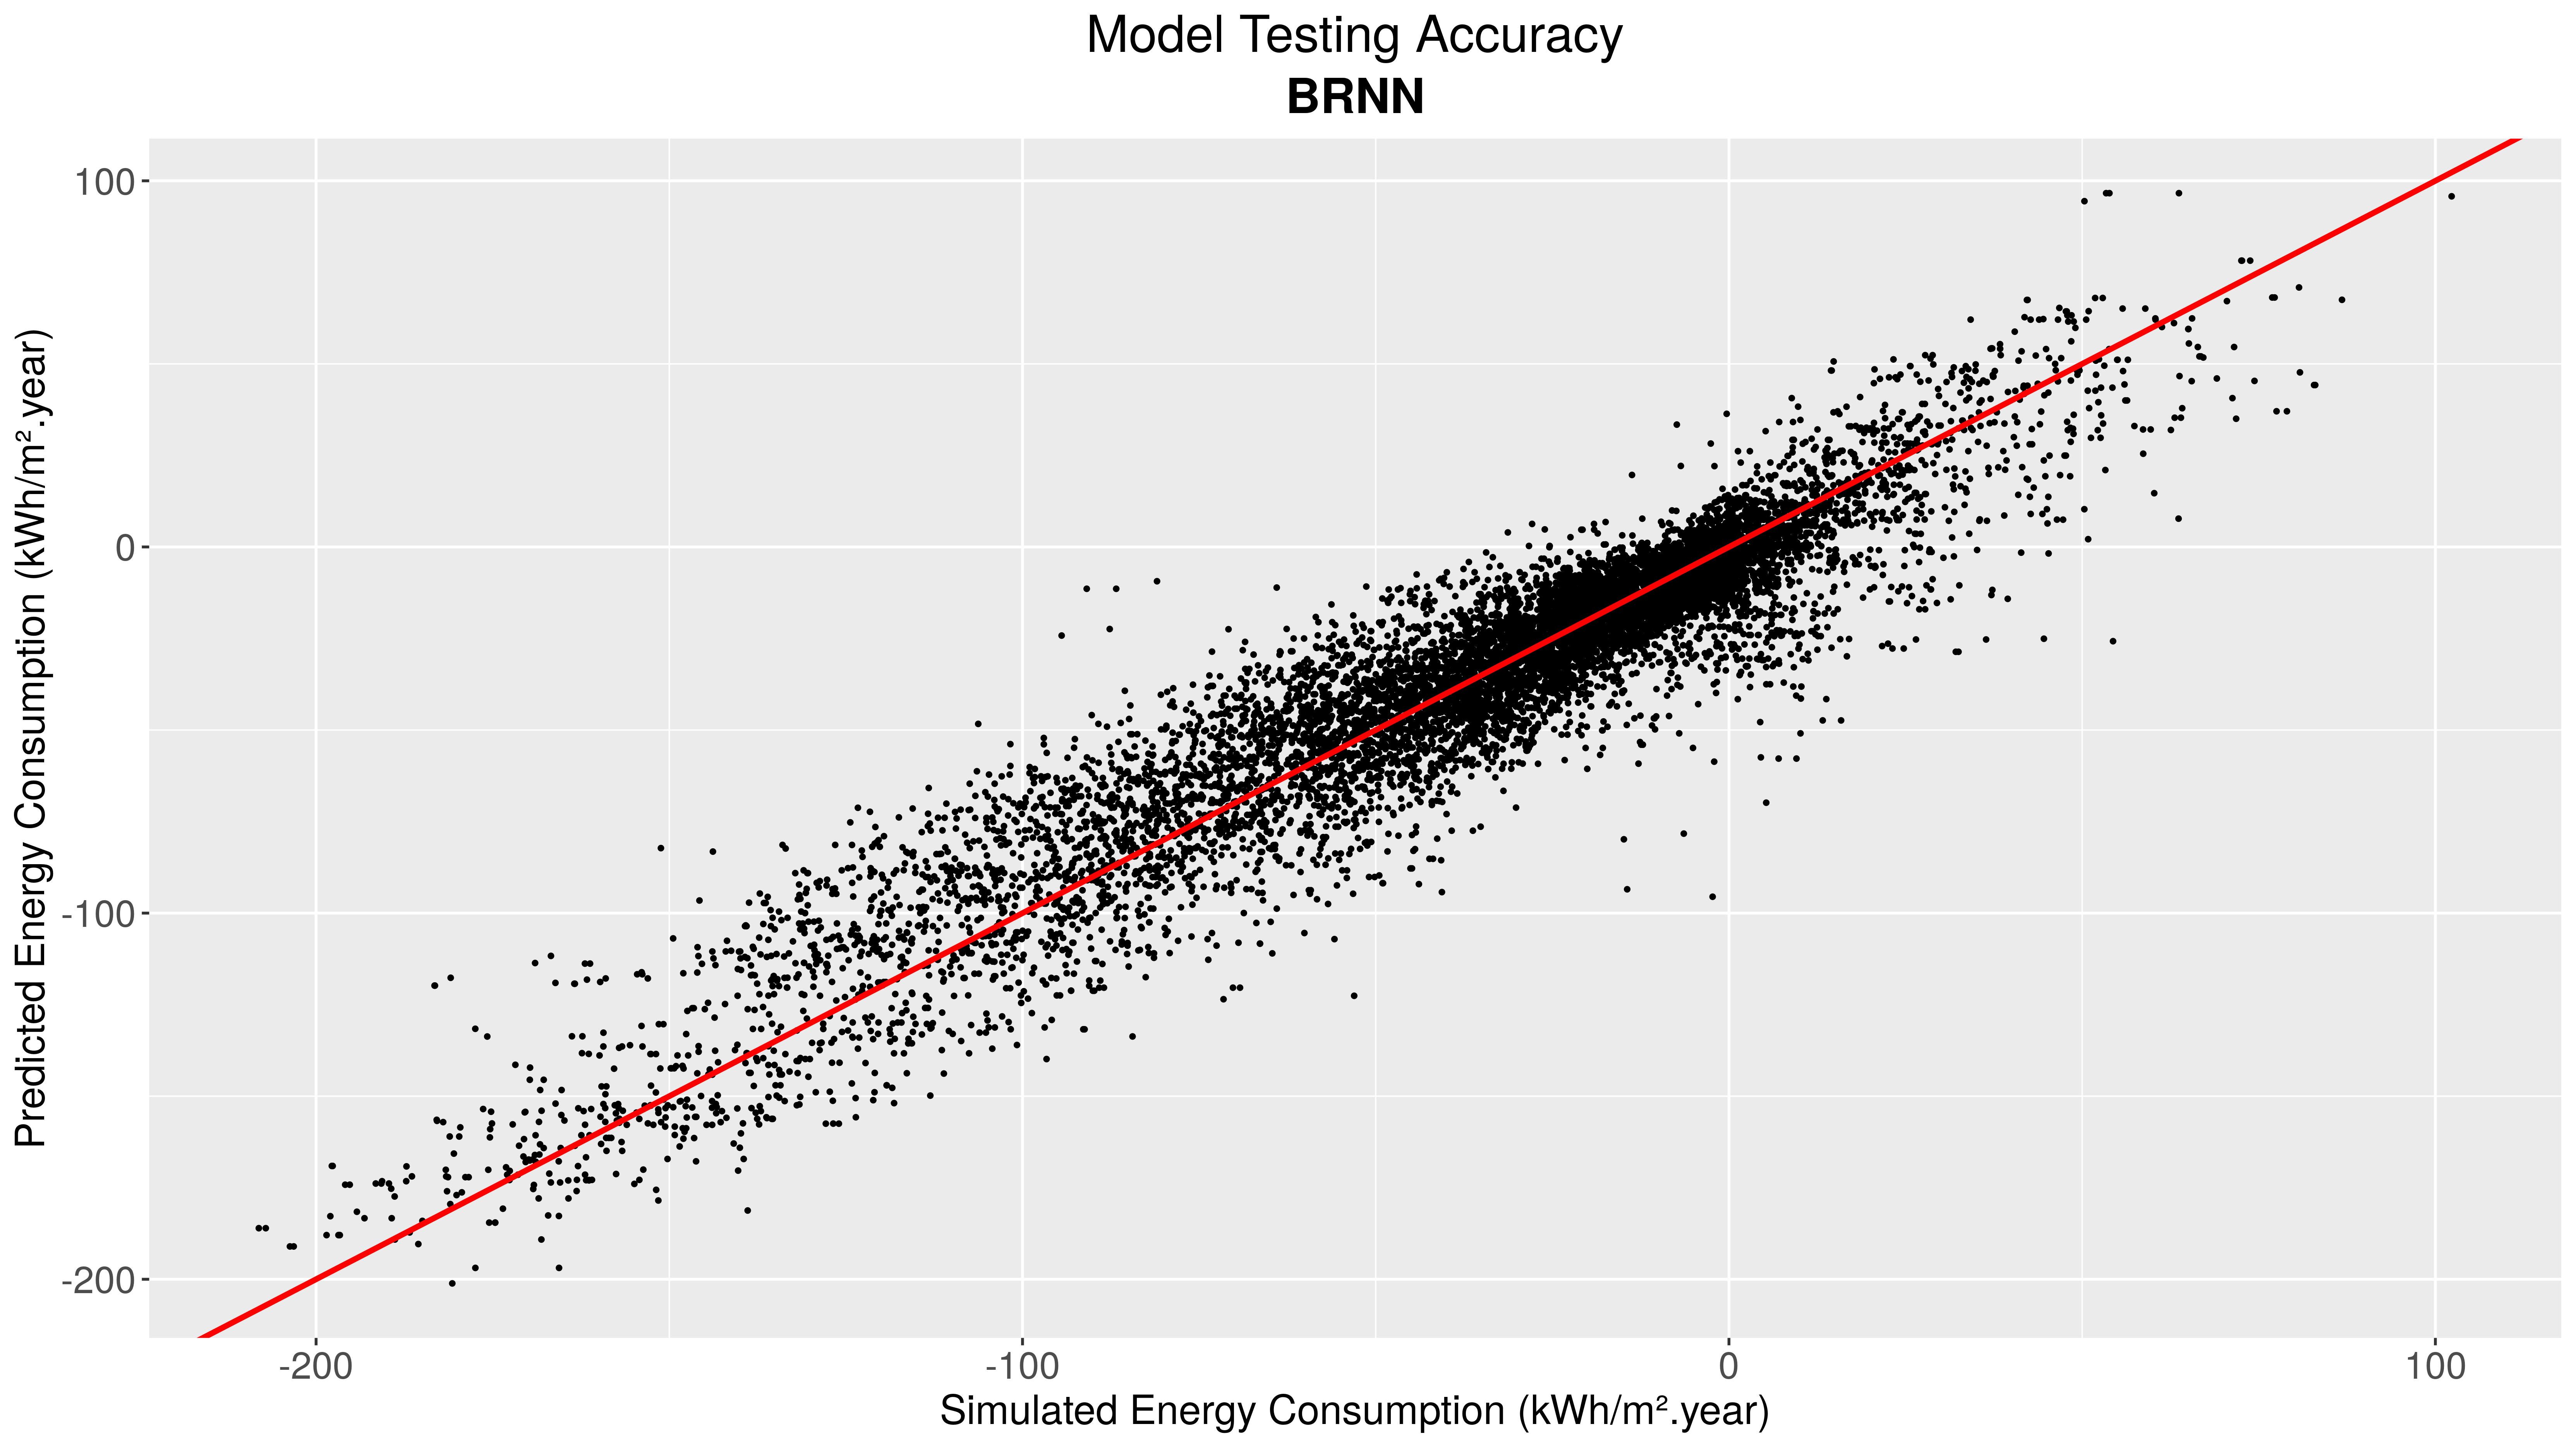 Model Testing Accuracy
BRNN
Predicted Energy Consumption (kWh/m².year)
100
0
-100
-200
-200
-100
0
100
Simulated Energy Consumption (kWh/m².year)